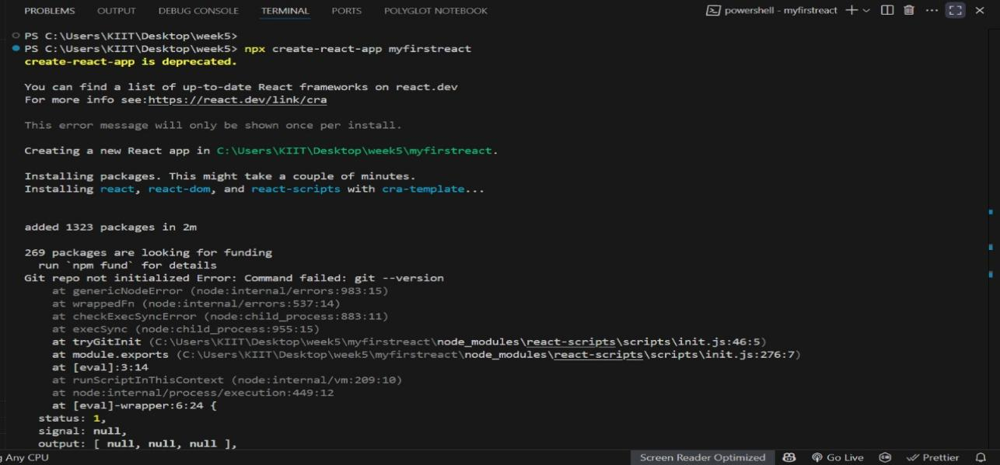 PROBLEMS OUTPUT DEBUG CONSOLE TERMINAL PORTS POLYGLOT NOTEBOOK powershell - myfirstreact
PS C:\Users\KIIT\Desktop\week5>
PS C:\Users\KIIT\Desktop\week5> npx create-react-app myfirstreact
create-react-app is deprecated.
You can find a list of up-to-date React frameworks on react.dev
For more info see:https://react.dev/link/cra
This error message will only be shown once per install.
Creating a new React app in C:\Users\KIIT\Desktop\week5\myfirstreact.
Installing packages. This might take a couple of minutes.
Installing react, react-dom, and react-scripts with cra-template...
added 1323 packages in 2m
269 packages are looking for funding
  run `npm fund` for details
Git repo not initialized Error: Command failed: git --version
    at genericNodeError (node:internal/errors:983:15)
    at wrappedFn (node:internal/errors:537:14)
    at checkExecSyncError (node:child_process:883:11)
    at execSync (node:child_process:955:15)
    at tryGitInit (C:\Users\KIIT\Desktop\week5\myfirstreact\node_modules\react-scripts\scripts\init.js:46:5)
    at module.exports (C:\Users\KIIT\Desktop\week5\myfirstreact\node_modules\react-scripts\scripts\init.js:276:7)
    at [eval]:3:14
    at runScriptInThisContext (node:internal/vm:209:10)
    at node:internal/process/execution:449:12
    at [eval]-wrapper:6:24 {
  status: 1,
  signal: null,
  output: [ null, null, null ],
g Any CPU Screen Reader Optimized Go Live Prettier